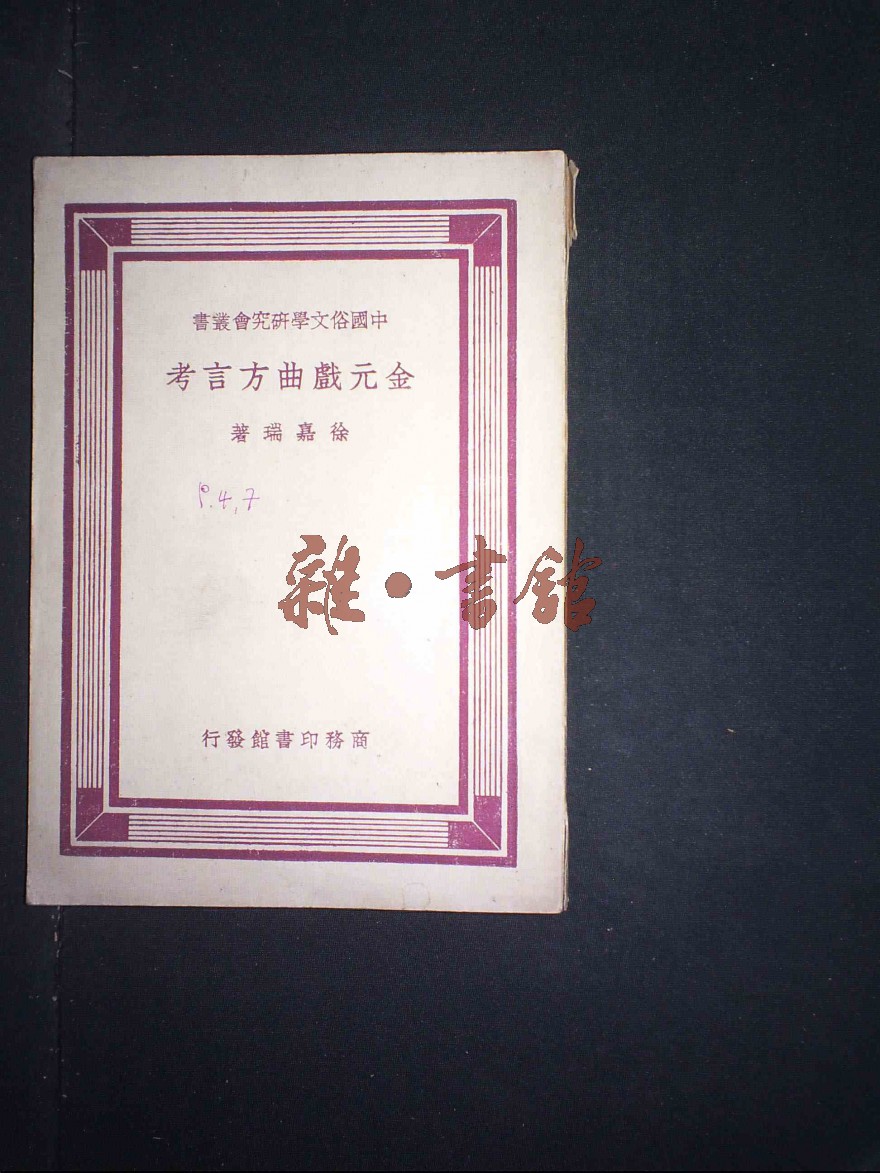 中國俗文學研究會叢書
金元戲曲方言考
徐嘉瑞著
P.4,7
雜·書館
商務印書館發行